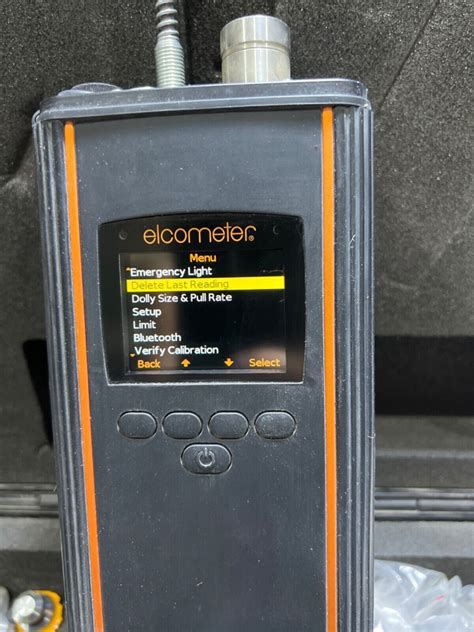 elcometer®
Menu
Emergency Light
Delete Last Reading
Dolly Size & Pull Rate
Setup
Limit
Bluetooth
Verify Calibration
Back Select